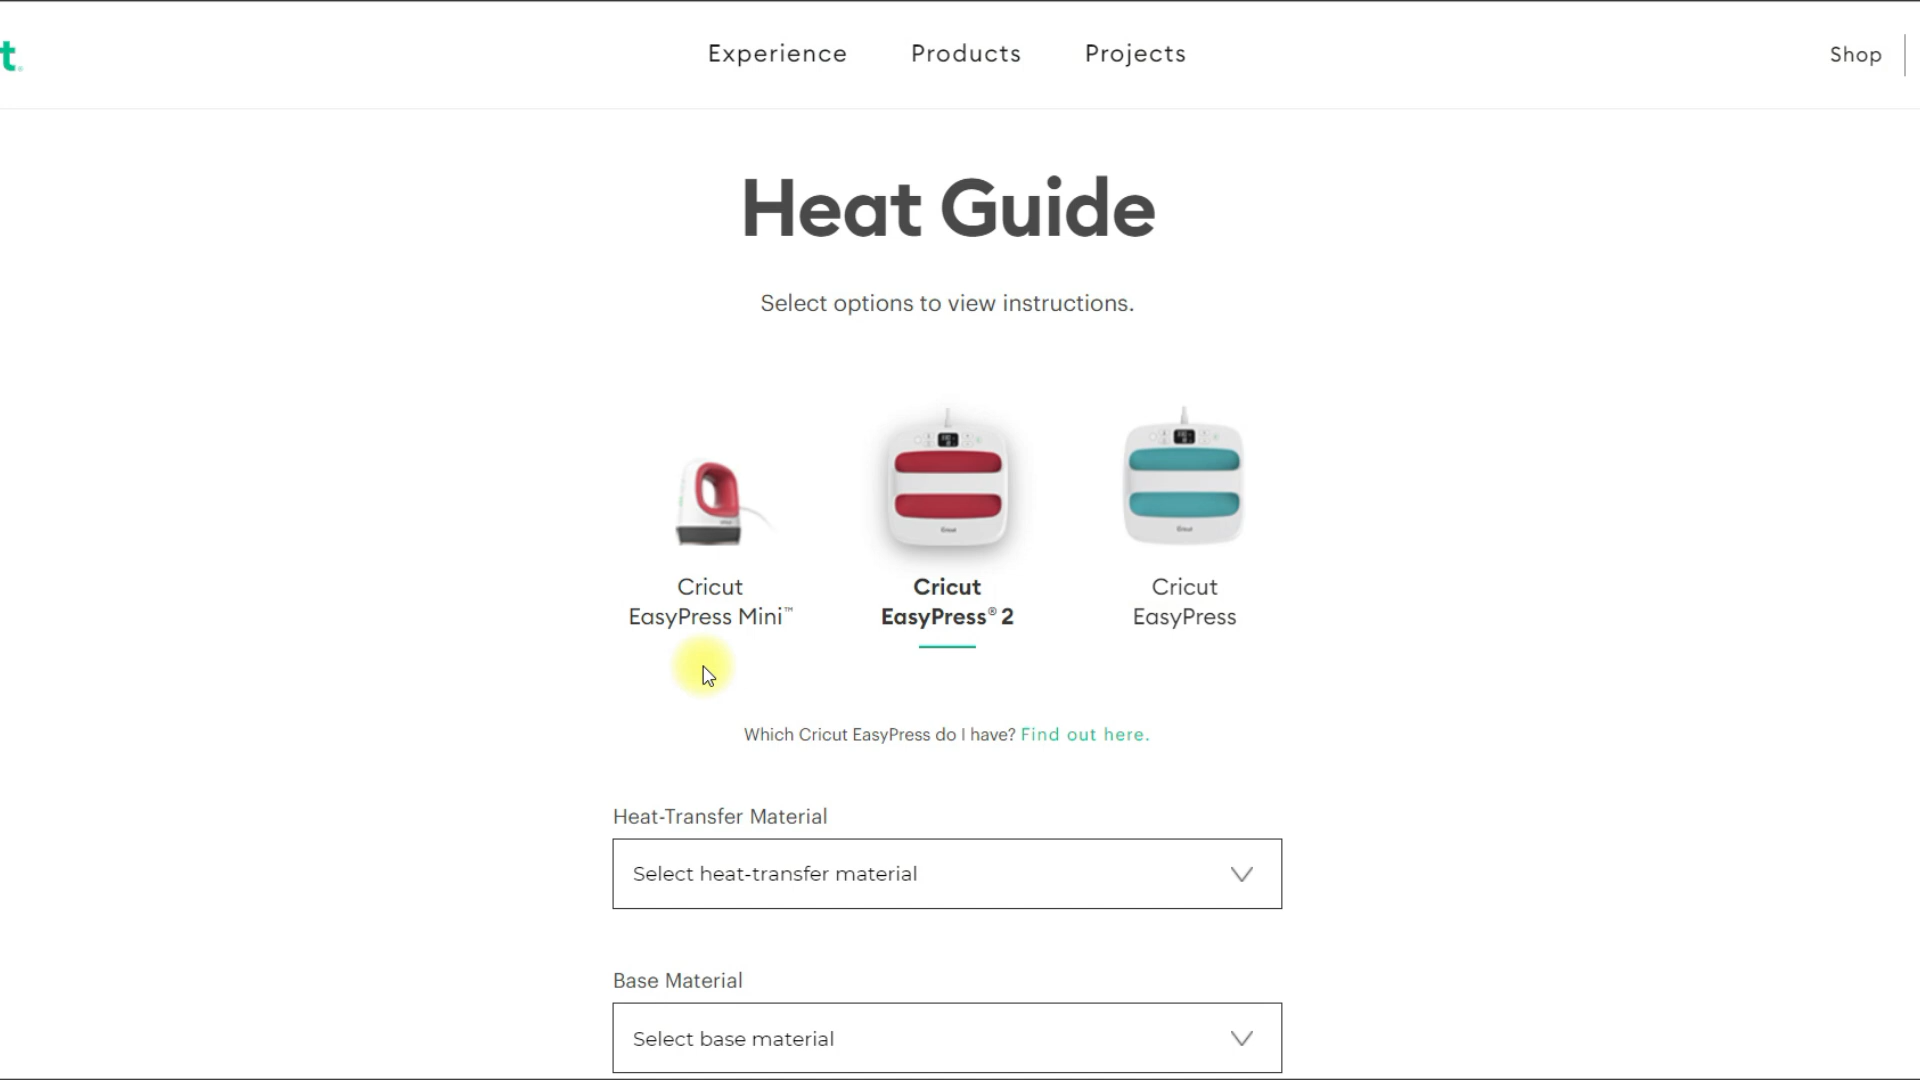 t.
Experience Products Projects Shop
Heat Guide
Select options to view instructions.
Cricut
EasyPress Mini™
Cricut
EasyPress® 2
Cricut
EasyPress
Which Cricut EasyPress do I have? Find out here.
Heat-Transfer Material
Select heat-transfer material
Base Material
Select base material